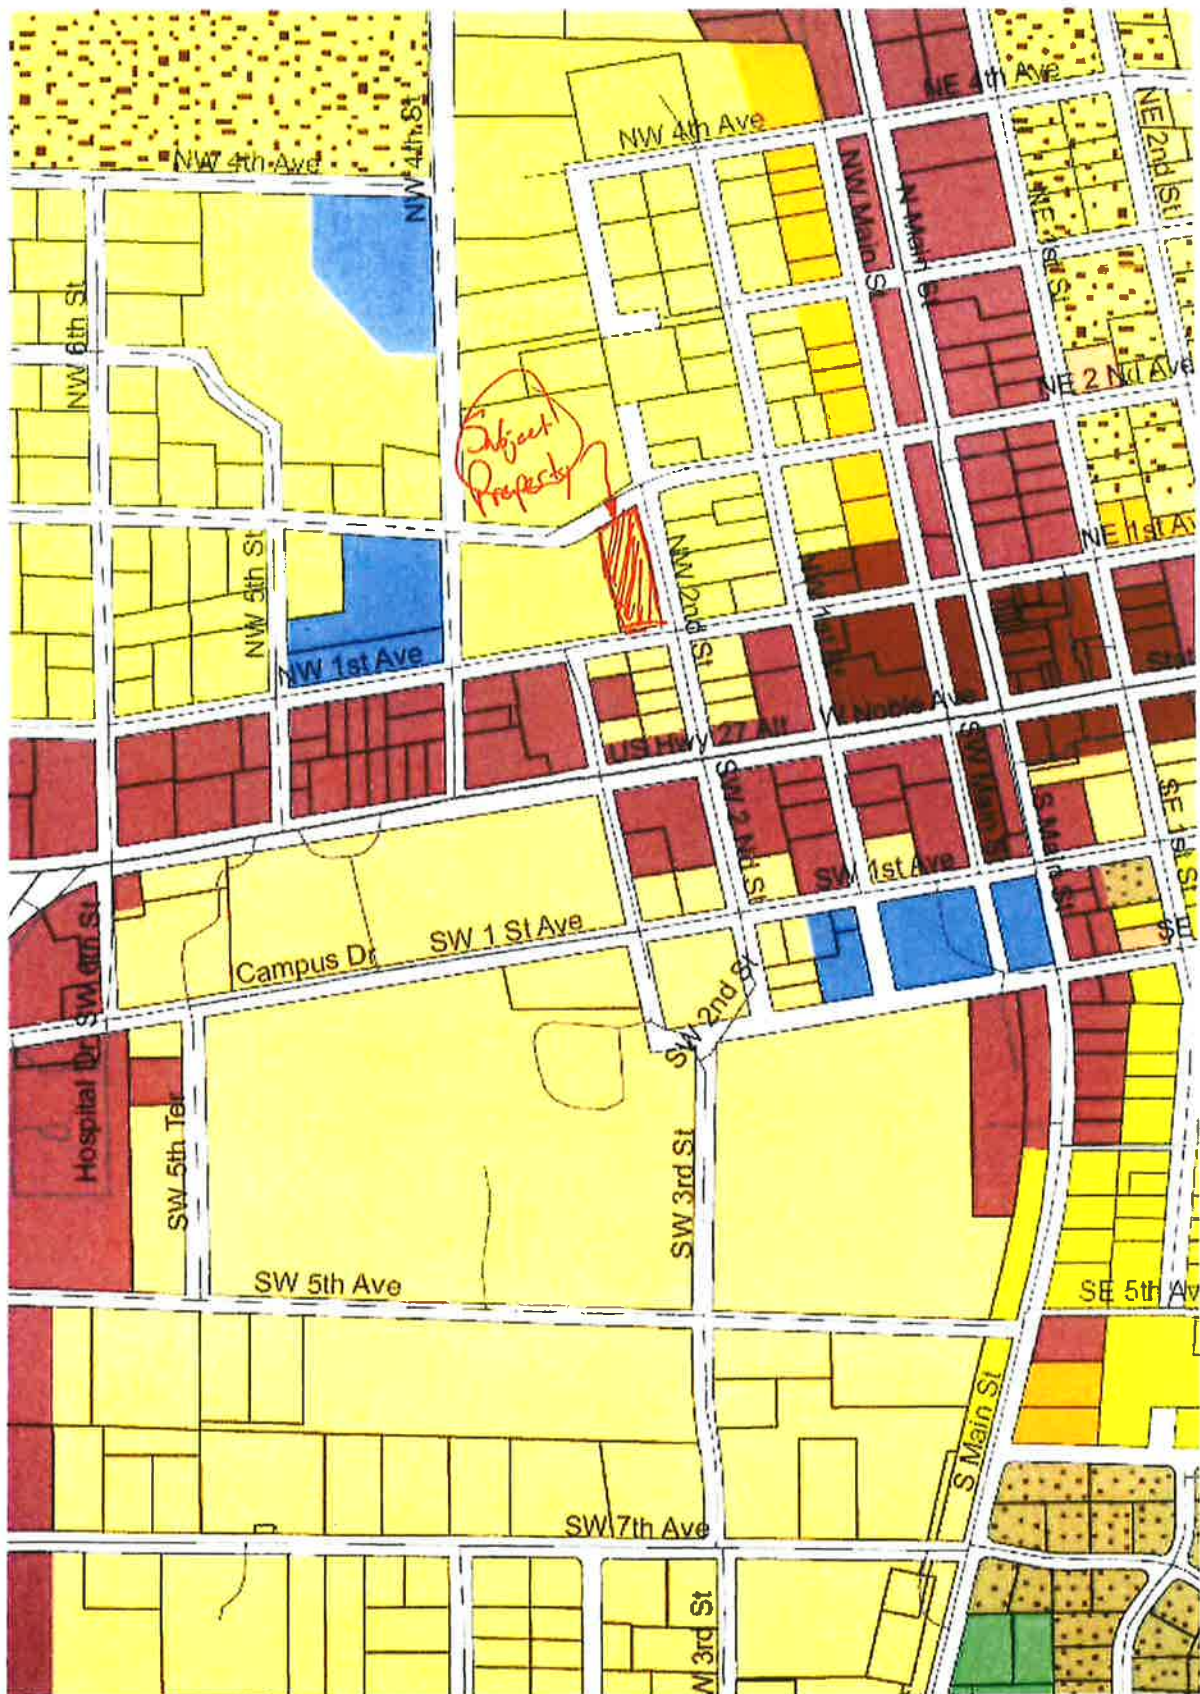 NE 4th Ave
NW 4th Ave
NW 4th St
NE 2nd St
NW 4th Ave
NW Main St
N Main St
NE 1st St
NW 6th St
NE 2 Nd Ave
Subject
Property
NE 1st Av
NW 5th St
NW 2nd St
NW 1st Ave
US Hwy 27 Alt
W Noble Ave
SW Main St
SW 2 Nd St
S Main St
SE 1st St
SW 1st Ave
SW 1 St Ave
Campus Dr
SW 6th St
SE
SW 2nd St
Hospital Dr
SW 5th Ter
SW 3rd St
SW 5th Ave
SE 5th Av
S Main St
SW 7th Ave
W 3rd St